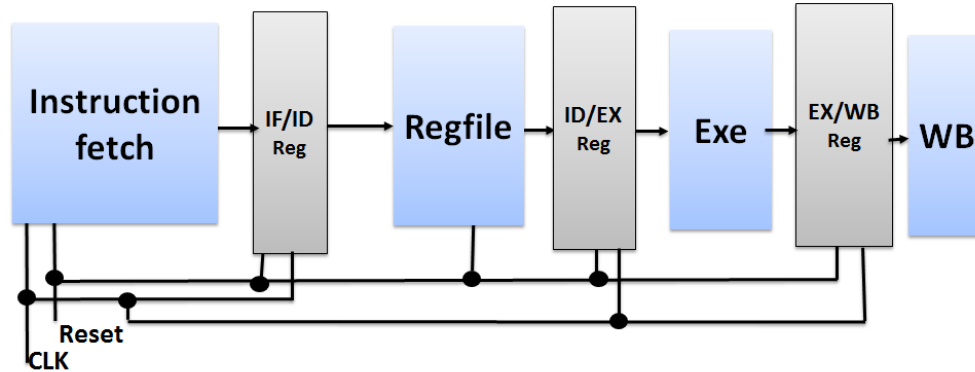 Instruction
fetch
IF/ID
Reg
Regfile
ID/EX
Reg
Exe
EX/WB
Reg
WB
Reset
CLK